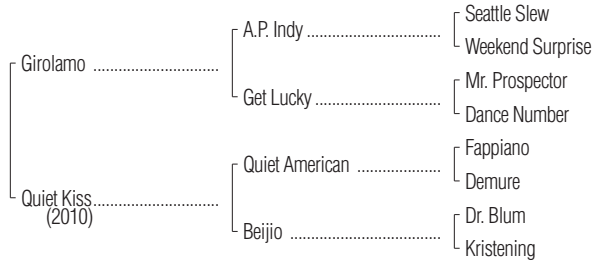 Seattle Slew
A.P. Indy
Weekend Surprise
Girolamo
Mr. Prospector
Get Lucky
Dance Number
Fappiano
Quiet American
Demure
Quiet Kiss
(2010)
Dr. Blum
Beijio
Kristening